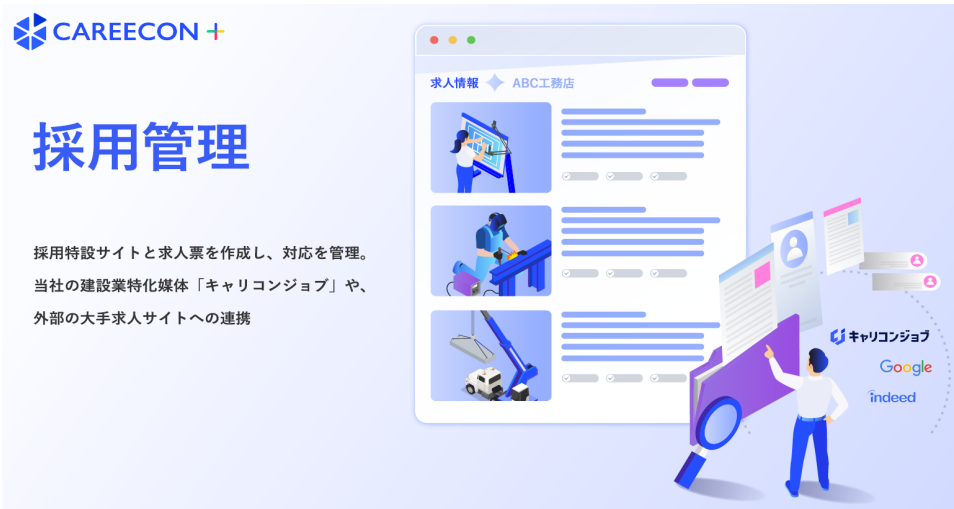 CAREECON +
採用管理
採用特設サイトと求人票を作成し、対応を管理。
当社の建設業特化媒体「キャリコンジョブ」や、
外部の大手求人サイトへの連携
求人情報 ABC工務店
キャリコンジョブ
Google
indeed